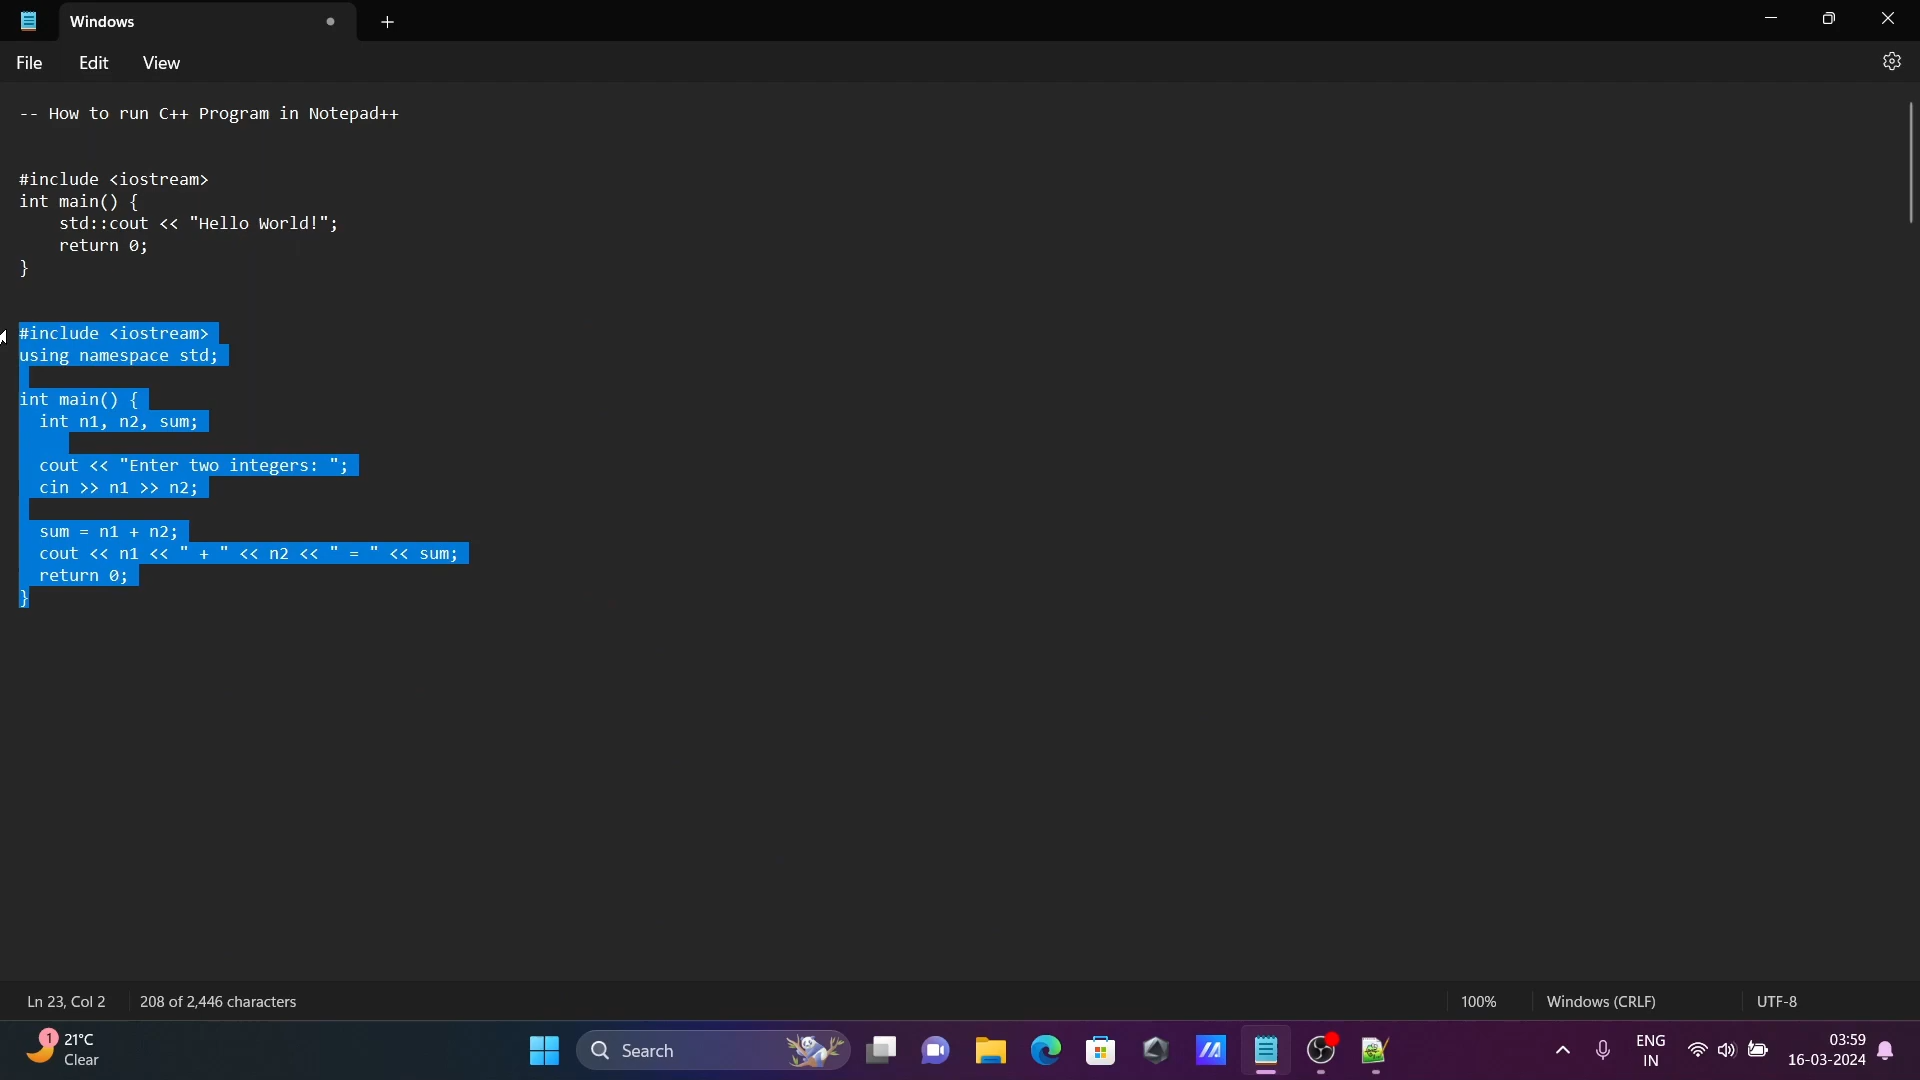 Windows
File Edit View
-- How to run C++ Program in Notepad++
#include <iostream>
int main() {
    std::cout << "Hello World!";
    return 0;
}
#include <iostream>
using namespace std;
int main() {
  int n1, n2, sum;
  cout << "Enter two integers: ";
  cin >> n1 >> n2;
  sum = n1 + n2;
  cout << n1 << " + " << n2 << " = " << sum;
  return 0;
}
Ln 23, Col 2 208 of 2,446 characters 100% Windows (CRLF) UTF-8
1 21°C
Clear
Search
ENG
IN
03:59
16-03-2024